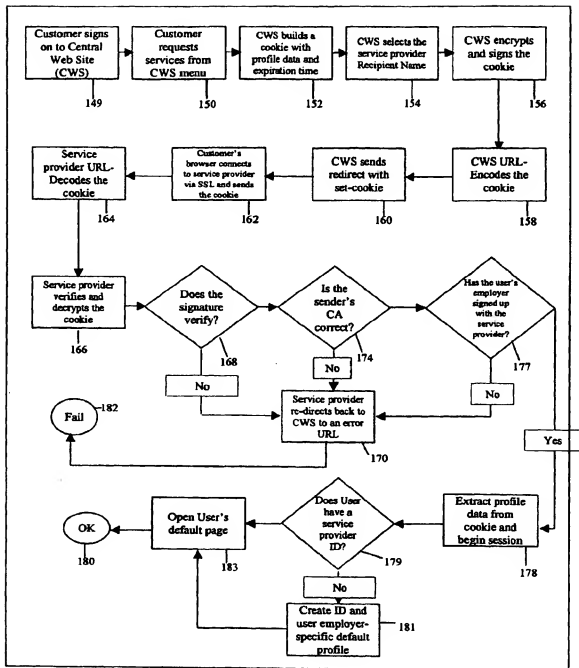 Customer signs
on to Central
Web Site
(CWS)
149
Customer
requests
services from
CWS menu
150
CWS builds a
cookie with
profile data and
expiration time
152
CWS selects the
service provider
Recipient Name
154
CWS encrypts
and signs the
cookie
156
CWS URL-
Encodes the
cookie
158
CWS sends
redirect with
set-cookie
160
Customer's
browser connects
to service provider
via SSL and sends
the cookie
162
Service
provider URL-
Decodes the
cookie
164
Service provider
verifies and
decrypts the
cookie
166
Does the
signature
verify?
168
Is the
sender's
CA
correct?
174
Has the user's
employer
signed up
with the
service
provider?
177
No
No
No
Yes
Service provider
re-directs back to
CWS to an error
URL
170
Fail
182
Extract profile
data from
cookie and
begin session
178
Does User
have a
service
provider
ID?
179
No
Create ID and
user employer-
specific default
profile
181
Open User's
default page
183
OK
180